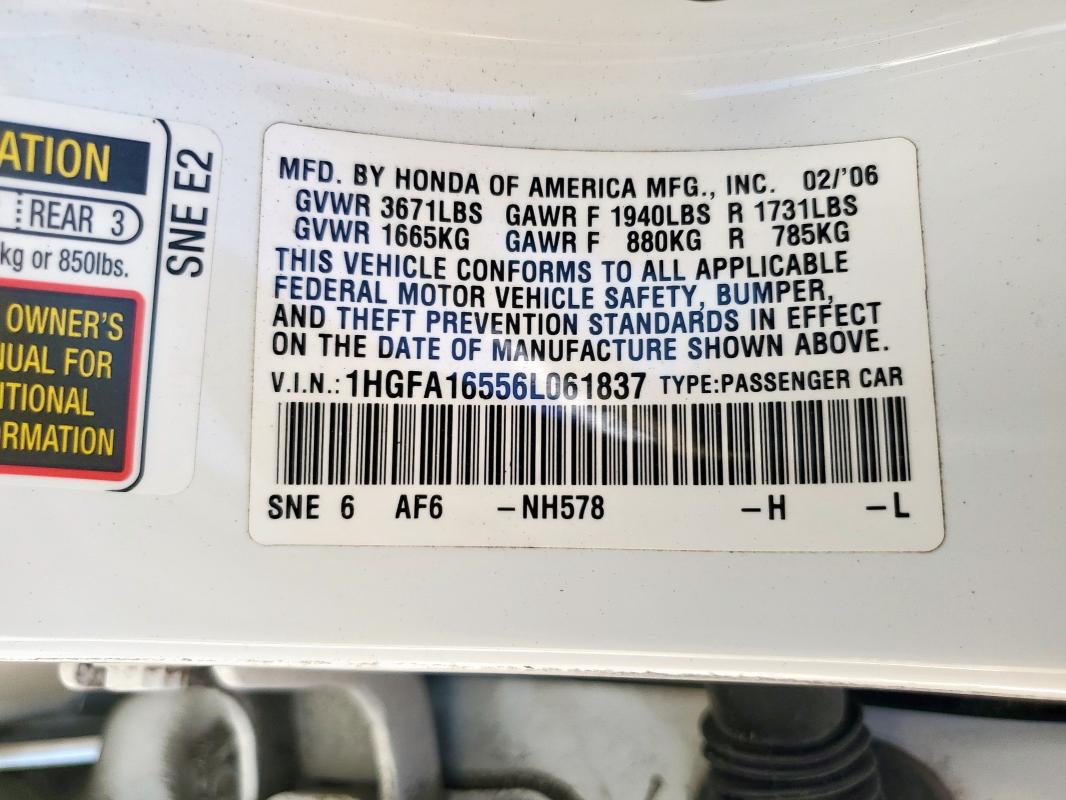 ATION
REAR 3
kg or 850lbs.
OWNER'S
NUAL FOR
ITIONAL
ORMATION
SNE E2
MFD. BY HONDA OF AMERICA MFG., INC. 02/'06
GVWR 3671LBS GAWR F 1940LBS R 1731LBS
GVWR 1665KG GAWR F 880KG R 785KG
THIS VEHICLE CONFORMS TO ALL APPLICABLE
FEDERAL MOTOR VEHICLE SAFETY, BUMPER,
AND THEFT PREVENTION STANDARDS IN EFFECT
ON THE DATE OF MANUFACTURE SHOWN ABOVE.
V.I.N.: 1HGFA16556L061837 TYPE:PASSENGER CAR
SNE 6 AF6 -NH578 -H -L